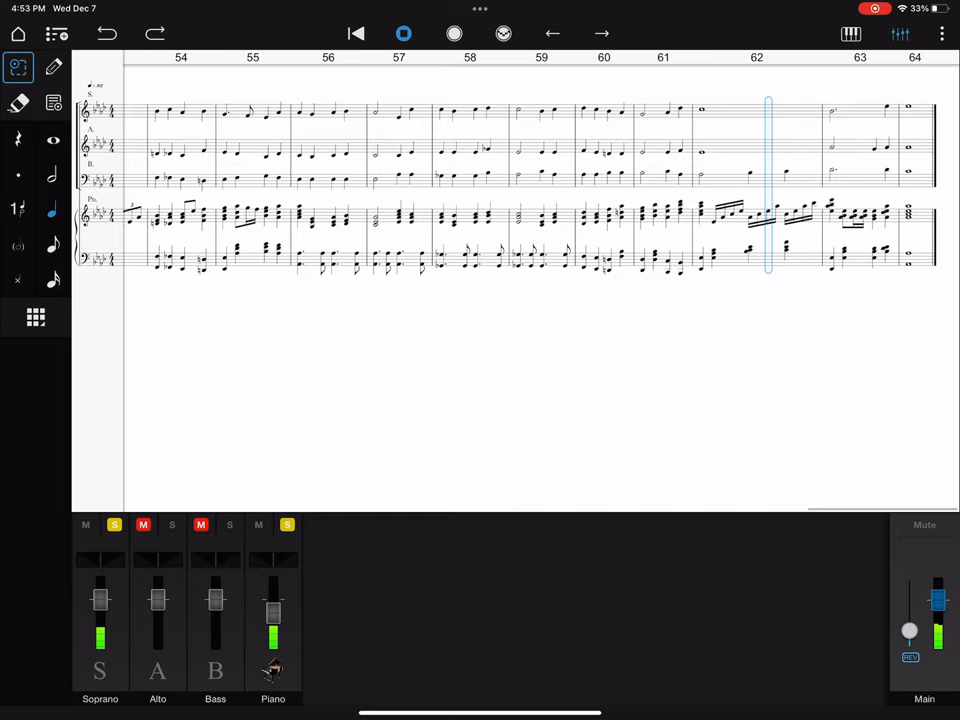 4:53 PM Wed Dec 7
33%
54 55 56 57 58 59 60 61 62 63 64
S.
A.
B.
Pn.
M S M S M S M S Mute
S A B
REV
Soprano Alto Bass Piano Main